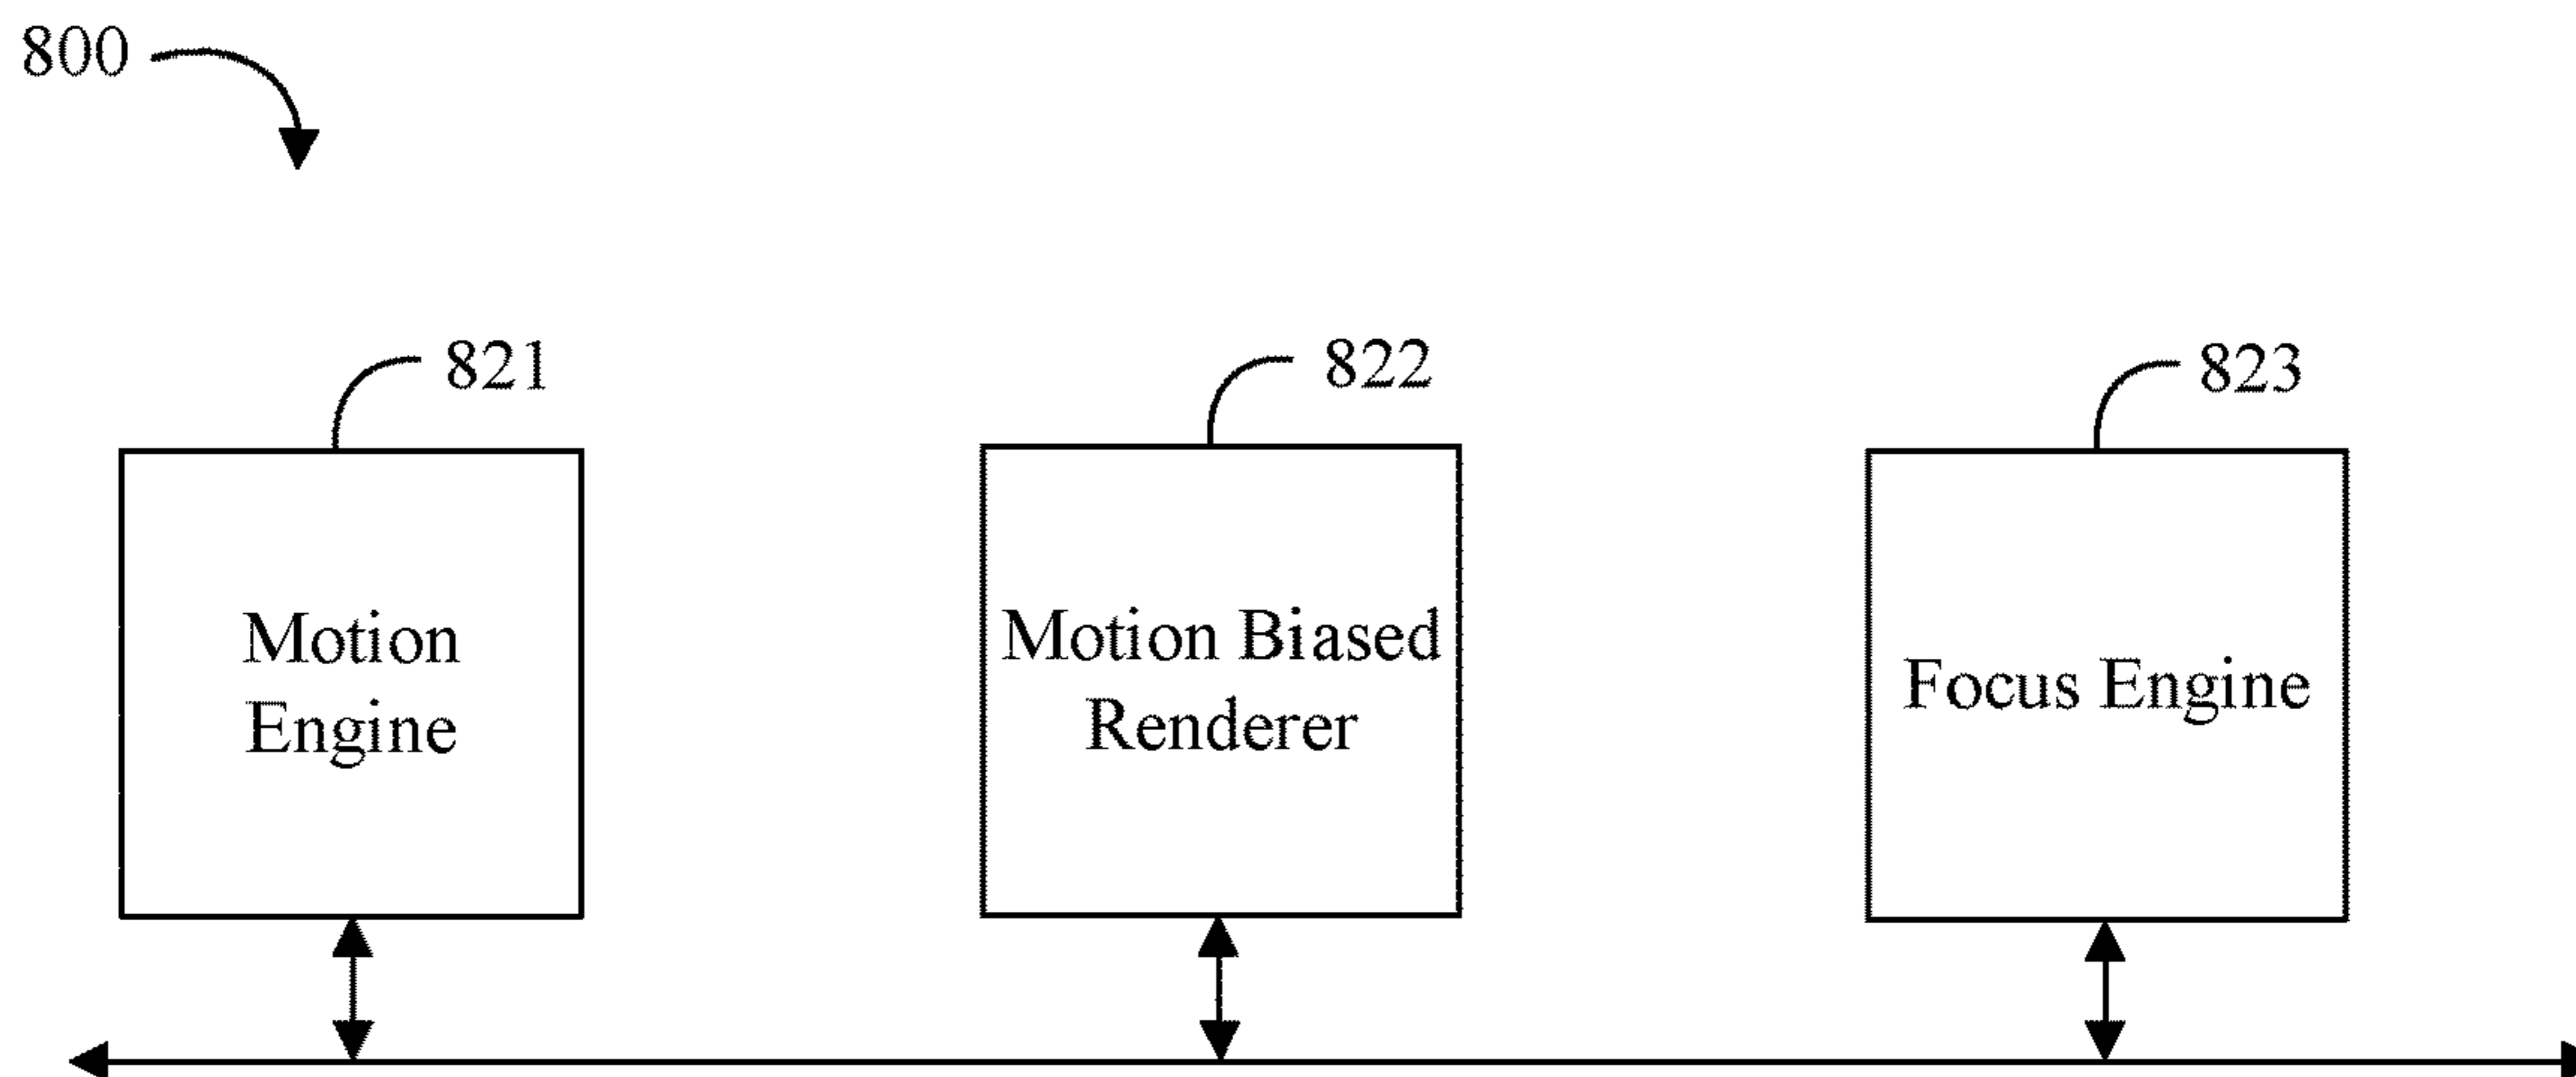 800
821
822
823
Motion
Engine
Motion Biased
Renderer
Focus Engine